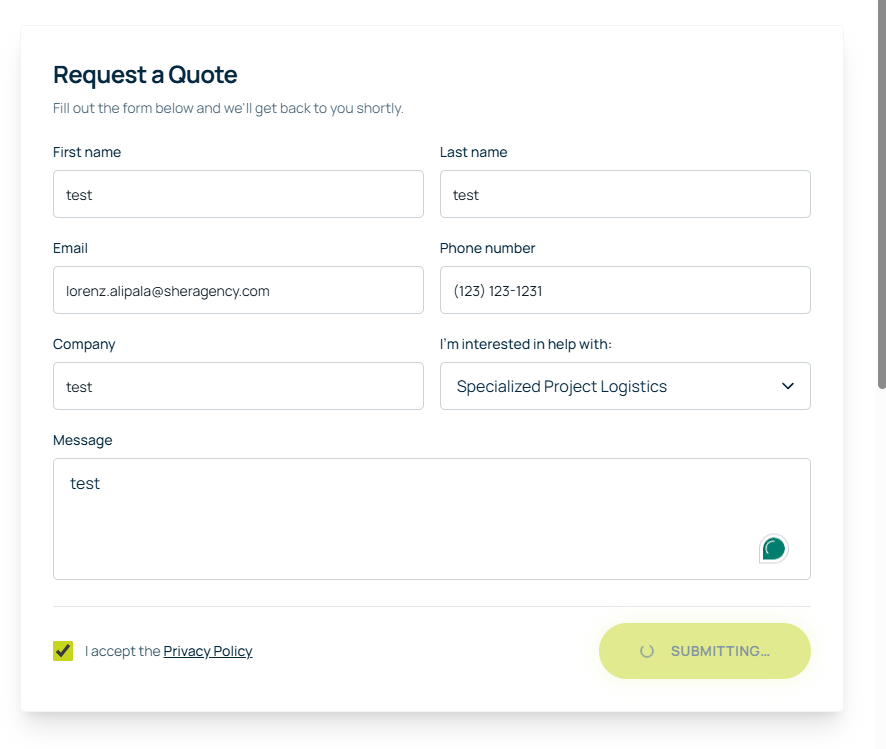 Request a Quote
Fill out the form below and we'll get back to you shortly.
First name
Last name
test
test
Email
Phone number
lorenz.alipala@sheragency.com
(123) 123-1231
Company
I'm interested in help with:
test
Specialized Project Logistics
Message
test
I accept the Privacy Policy
SUBMITTING...